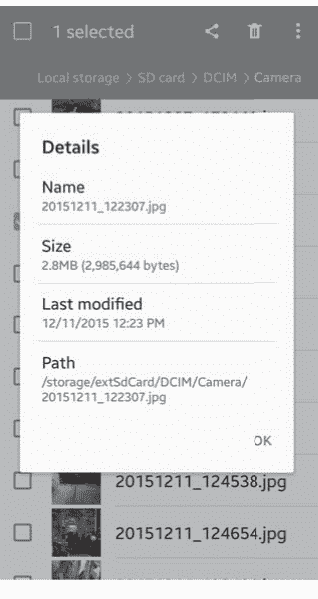 1 selected
Local storage > SD card > DCIM > Camera
Details
Name
20151211_122307.jpg
Size
2.8MB (2,985,644 bytes)
Last modified
12/11/2015 12:23 PM
Path
/storage/extSdCard/DCIM/Camera/
20151211_122307.jpg
OK
20151211_124538.jpg
20151211_124654.jpg